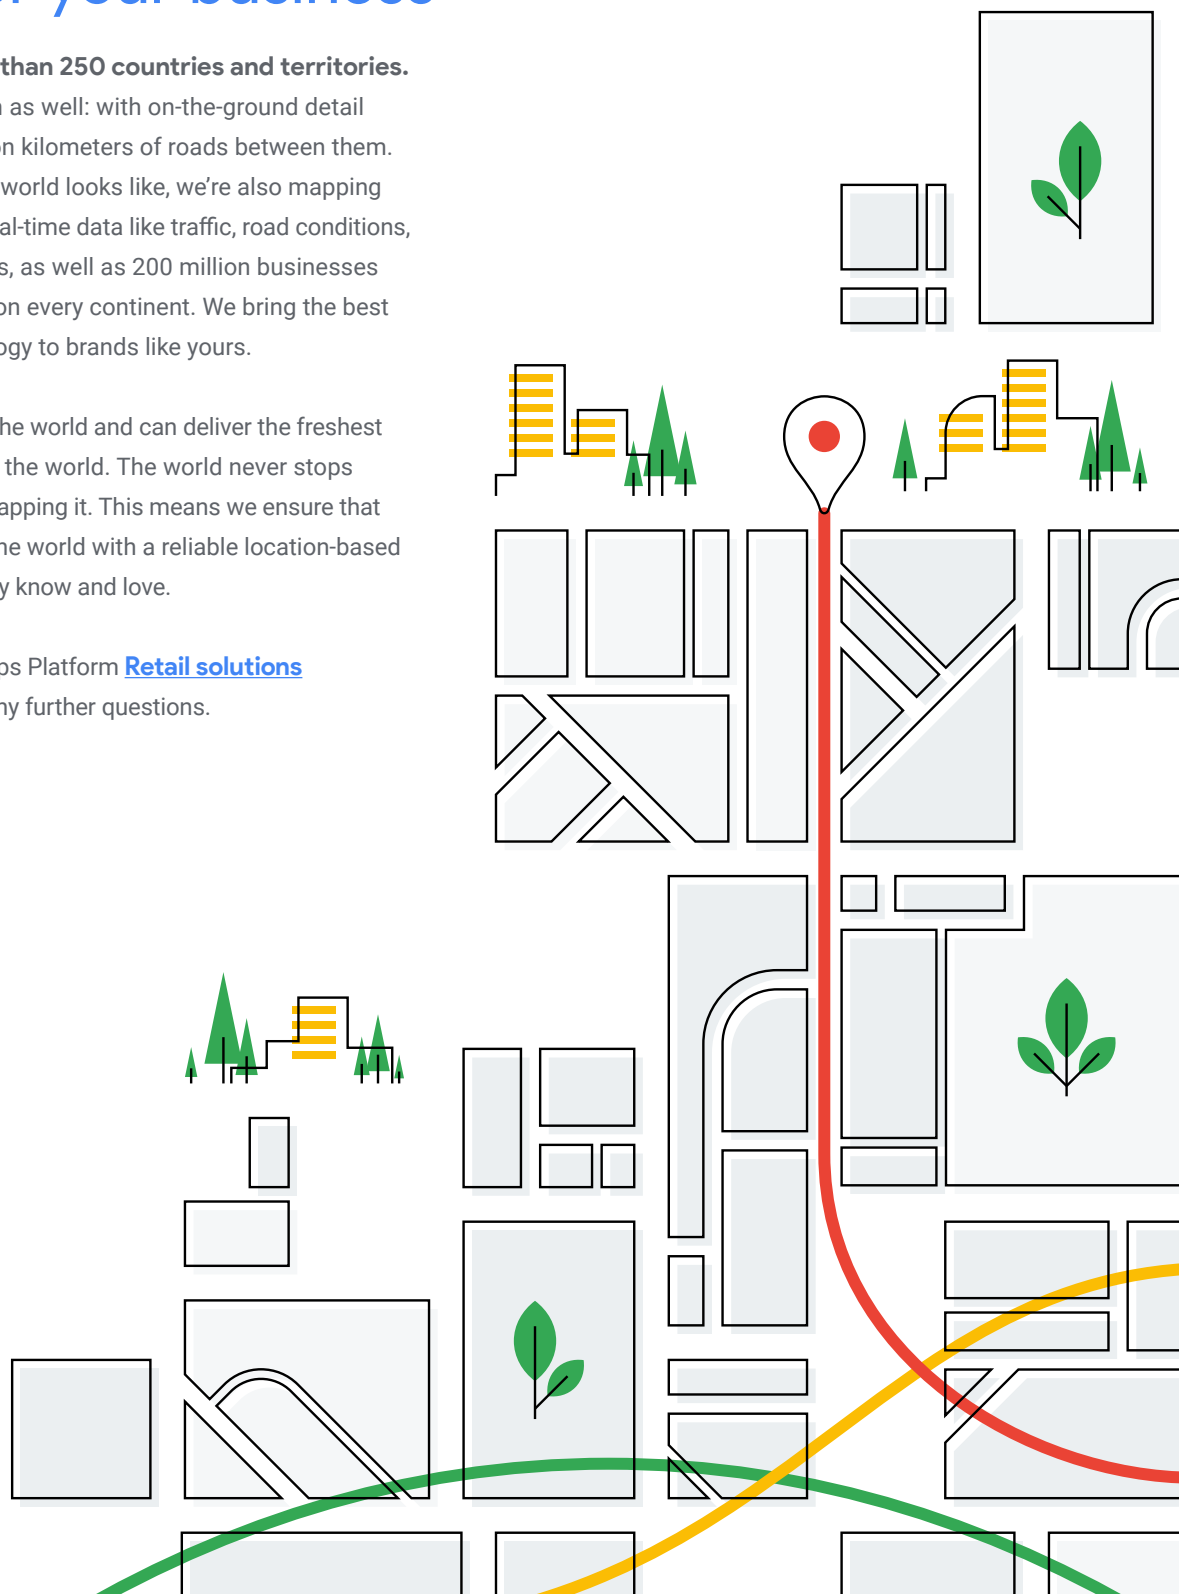 your business
than 250 countries and territories.
as well: with on-the-ground detail
kilometers of roads between them.
world looks like, we’re also mapping
al-time data like traffic, road conditions,
s, as well as 200 million businesses
on every continent. We bring the best
ogy to brands like yours.
he world and can deliver the freshest
the world. The world never stops
apping it. This means we ensure that
he world with a reliable location-based
y know and love.
ps Platform Retail solutions
ny further questions.